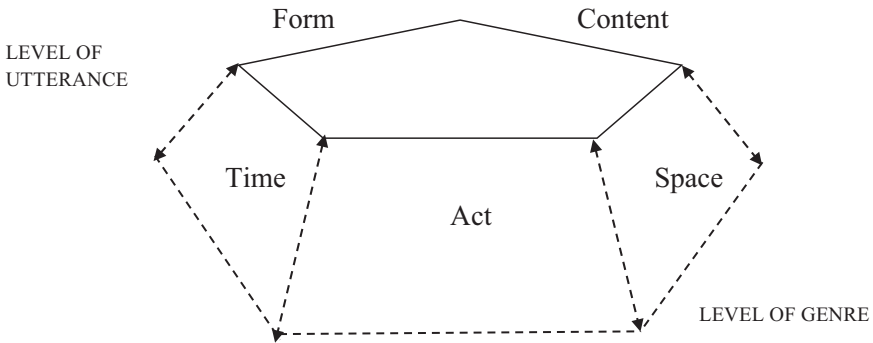 Form
Content
LEVEL OF
UTTERANCE
Time
Space
Act
LEVEL OF GENRE